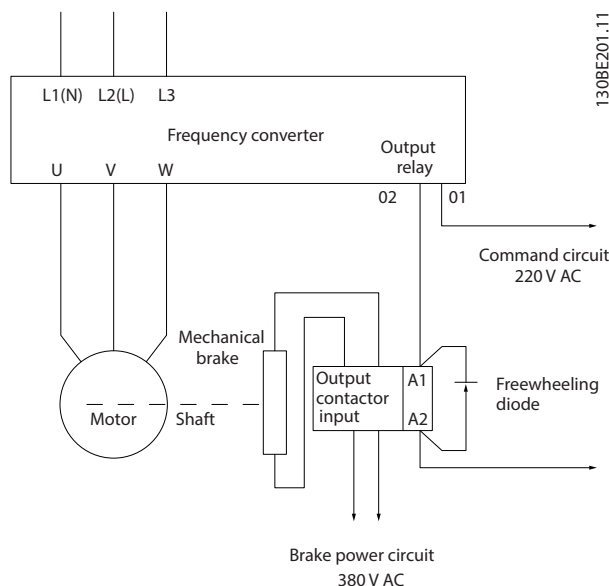 130BE201.11
L1(N) L2(L) L3
Frequency converter
Output
relay
U V W
02 01
Command circuit
220 V AC
Mechanical
brake
Output
contactor
input
A1
A2
Freewheeling
diode
Motor Shaft
Brake power circuit
380 V AC